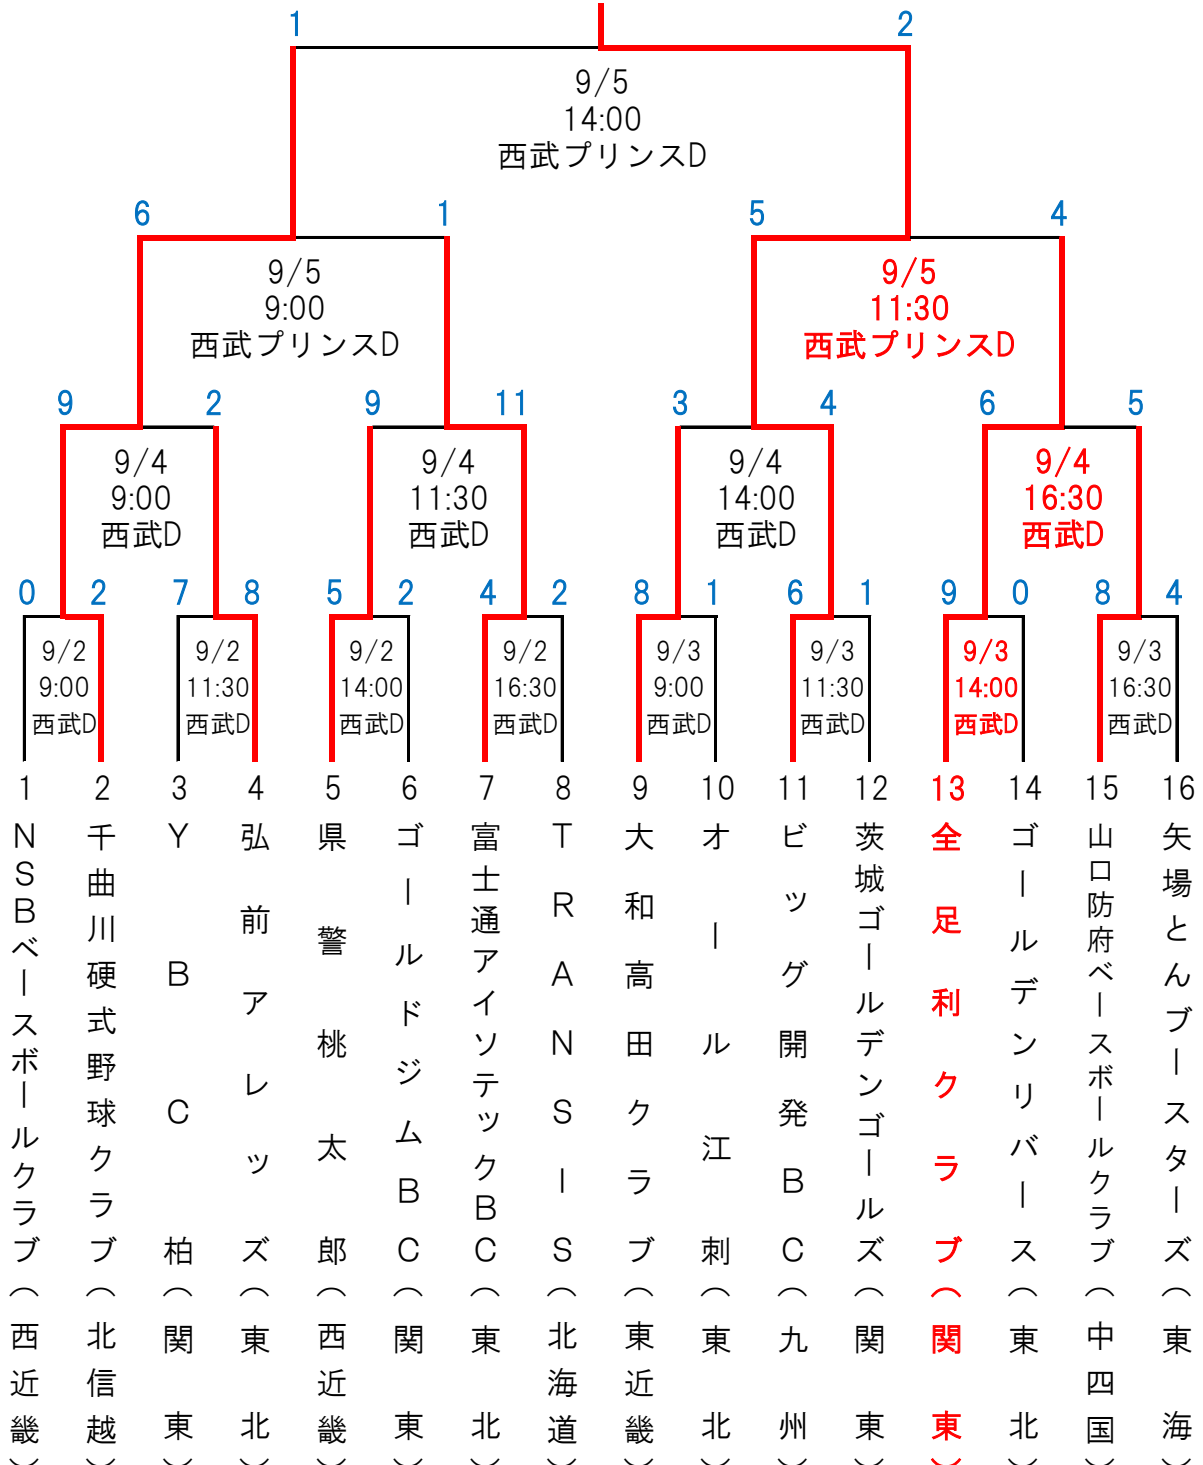 1 2
9/5
14:00
西武プリンスD
6 1 5 4
9/5
9:00
西武プリンスD
9/5
11:30
西武プリンスD
9 2 9 11 3 4 6 5
9/4
9:00
西武D
9/4
11:30
西武D
9/4
14:00
西武D
9/4
16:30
西武D
0 2 7 8 5 2 4 2 8 1 6 1 9 0 8 4
9/2
9:00
西武D
9/2
11:30
西武D
9/2
14:00
西武D
9/2
16:30
西武D
9/3
9:00
西武D
9/3
11:30
西武D
9/3
14:00
西武D
9/3
16:30
西武D
1 2 3 4 5 6 7 8 9 10 11 12 13 14 15 16
NSBベースボールクラブ(西近畿)
千曲川硬式野球クラブ(北信越)
YBC柏(関東)
弘前アレッズ(東北)
県警桃太郎(西近畿)
ゴールドジムBC(関東)
富士通アイソテックBC(東北)
TRANSIS(北海道)
大和高田クラブ(東近畿)
オール江刺(東北)
ビッグ開発BC(九州)
茨城ゴールデンゴールズ(関東)
全足利クラブ(関東)
ゴールデンリバース(東北)
山口防府ベースボールクラブ(中四国)
矢場とんブースターズ(東海)